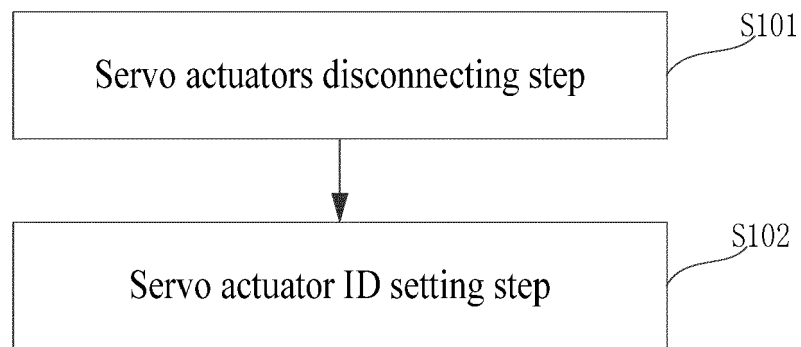 S101
Servo actuators disconnecting step
S102
Servo actuator ID setting step